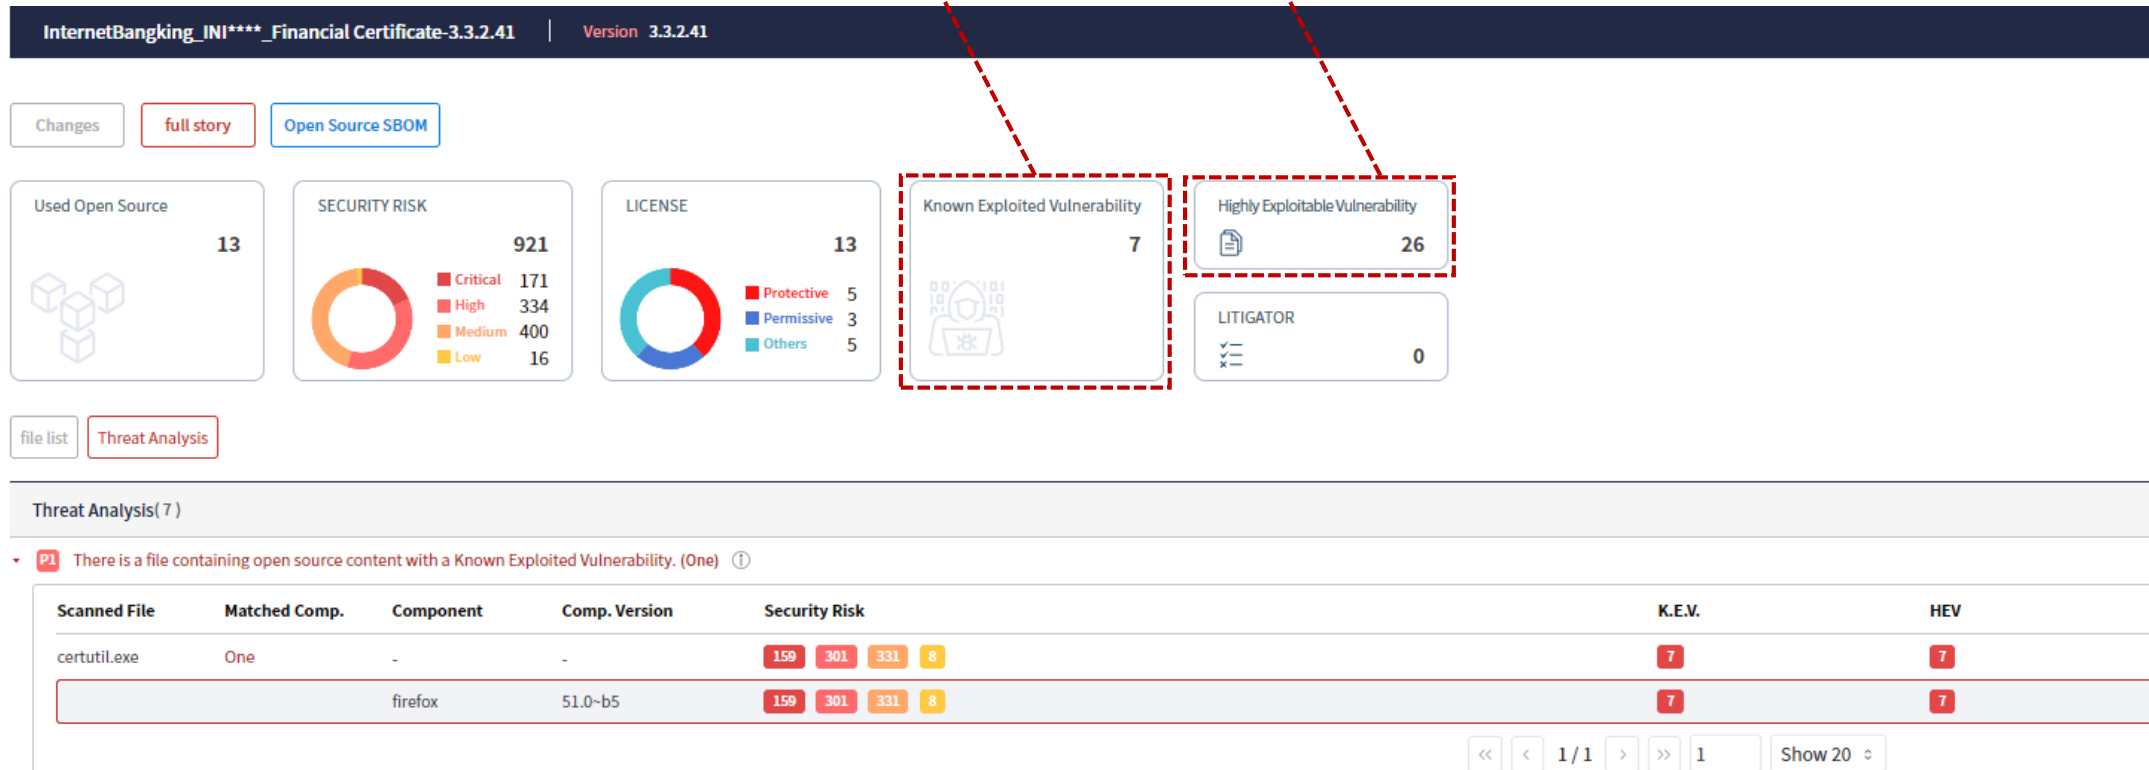 InternetBangking_INI****_Financial Certificate-3.3.2.41 | Version 3.3.2.41
Changes full story Open Source SBOM
Used Open Source
13
SECURITY RISK
921
Critical 171
High 334
Medium 400
Low 16
LICENSE
13
Protective 5
Permissive 3
Others 5
Known Exploited Vulnerability
7
Highly Exploitable Vulnerability
26
LITIGATOR
0
file list Threat Analysis
Threat Analysis( 7 )
P1 There is a file containing open source content with a Known Exploited Vulnerability. (One)
Scanned File Matched Comp. Component Comp. Version Security Risk K.E.V. HEV
certutil.exe One - - 159 301 331 8 7 7
firefox 51.0~b5 159 301 331 8 7 7
<< < 1 / 1 > >> 1 Show 20